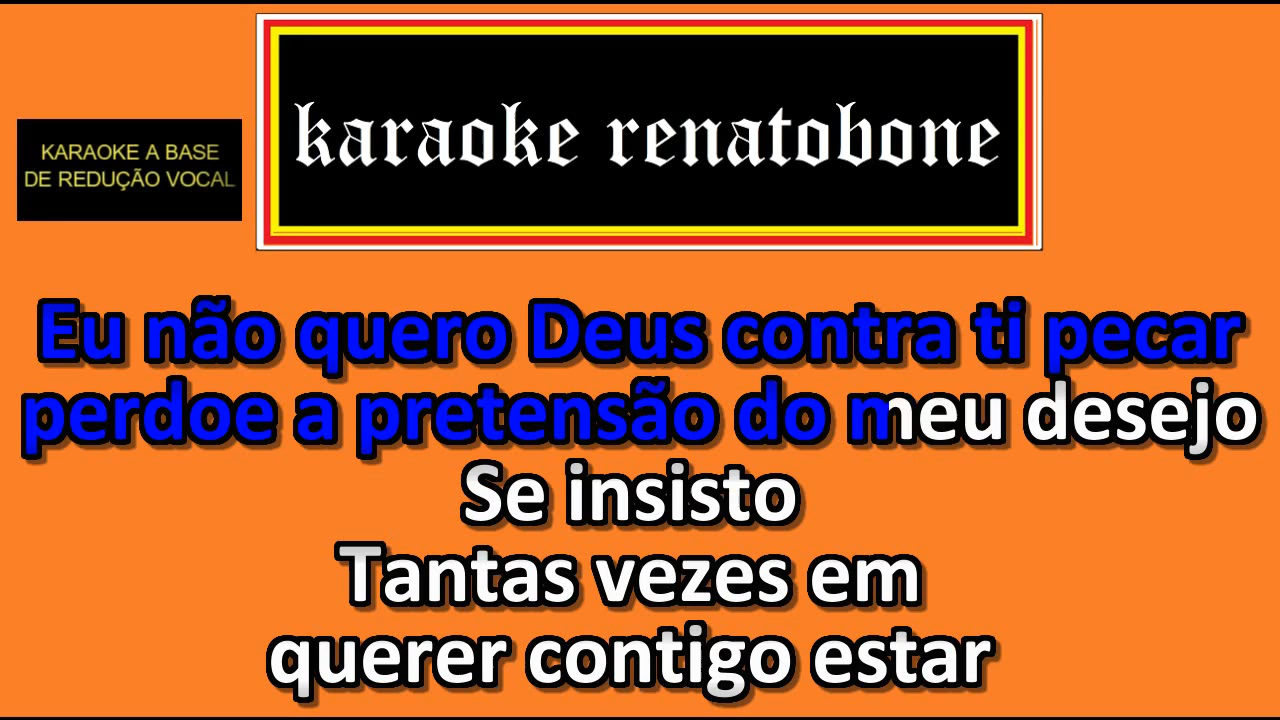 karaoke renatobone
KARAOKE A BASE
DE REDUÇÃO VOCAL
Eu não quero Deus contra ti pecar
perdoe a pretensão do meu desejo
Se insisto
Tantas vezes em
querer contigo estar